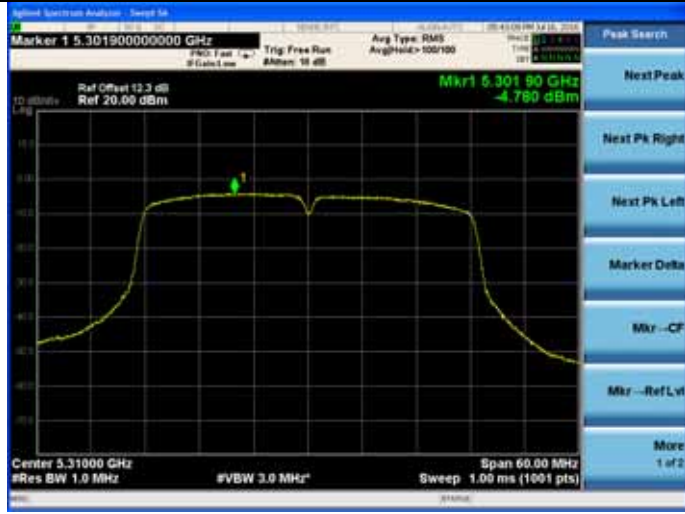 Agilent Spectrum Analyzer - Swept SA
Marker 1 5.301900000000 GHz
PNO: Fast
IFGain:Low
Trig: Free Run
#Atten: 10 dB
Avg Type: RMS
Avg|Hold:>100/100
Peak Search
Ref Offset 12.3 dB
Ref 20.00 dBm
10 dB/div
Log
Mkr1 5.301 90 GHz
-4.780 dBm
1
Next Peak
Next Pk Right
Next Pk Left
Marker Delta
Mkr→CF
Mkr→Ref Lvl
More
1 of 2
Center 5.31000 GHz
#Res BW 1.0 MHz
#VBW 3.0 MHz*
Span 60.00 MHz
Sweep 1.00 ms (1001 pts)
MSG
STATUS